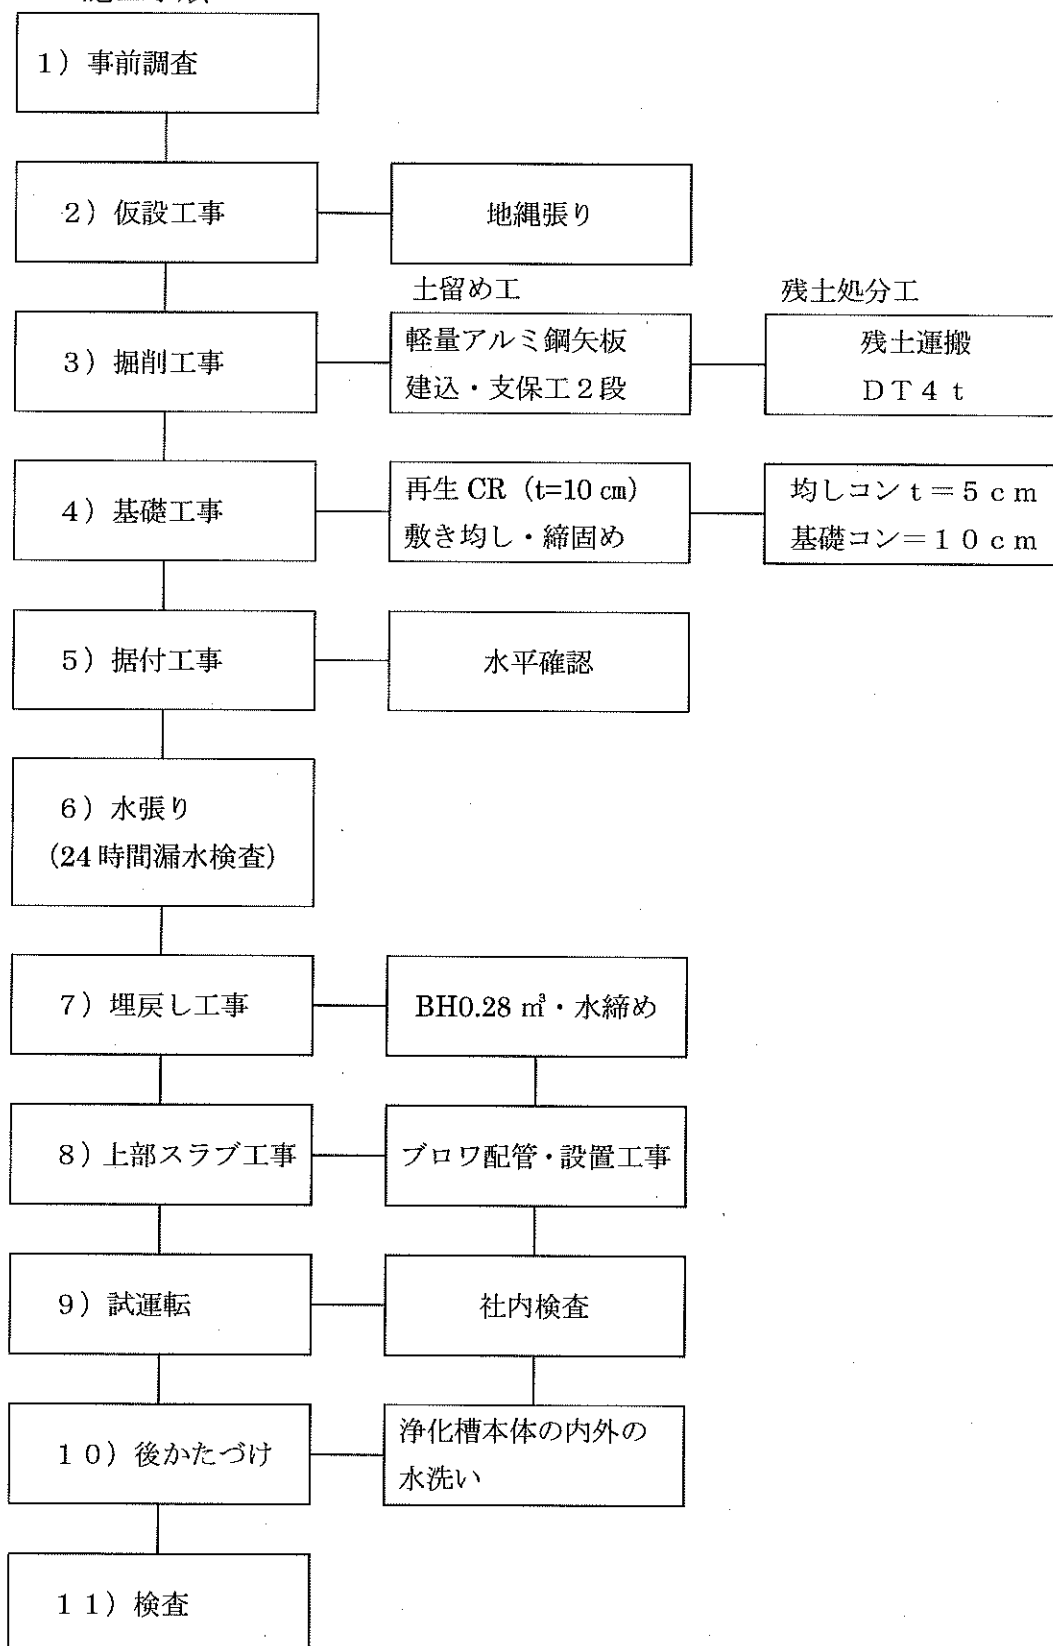 1）事前調査
2）仮設工事
地縄張り
土留め工
残土処分工
3）掘削工事
軽量アルミ鋼矢板
建込・支保工２段
残土運搬
ＤＴ４ｔ
4）基礎工事
再生 CR（t=10 ㎝）
敷き均し・締固め
均しコンｔ＝５ｃｍ
基礎コン＝１０ｃｍ
5）据付工事
水平確認
6）水張り
（24 時間漏水検査）
7）埋戻し工事
BH0.28 ㎥・水締め
8）上部スラブ工事
ブロワ配管・設置工事
9）試運転
社内検査
１０）後かたづけ
浄化槽本体の内外の
水洗い
１１）検査